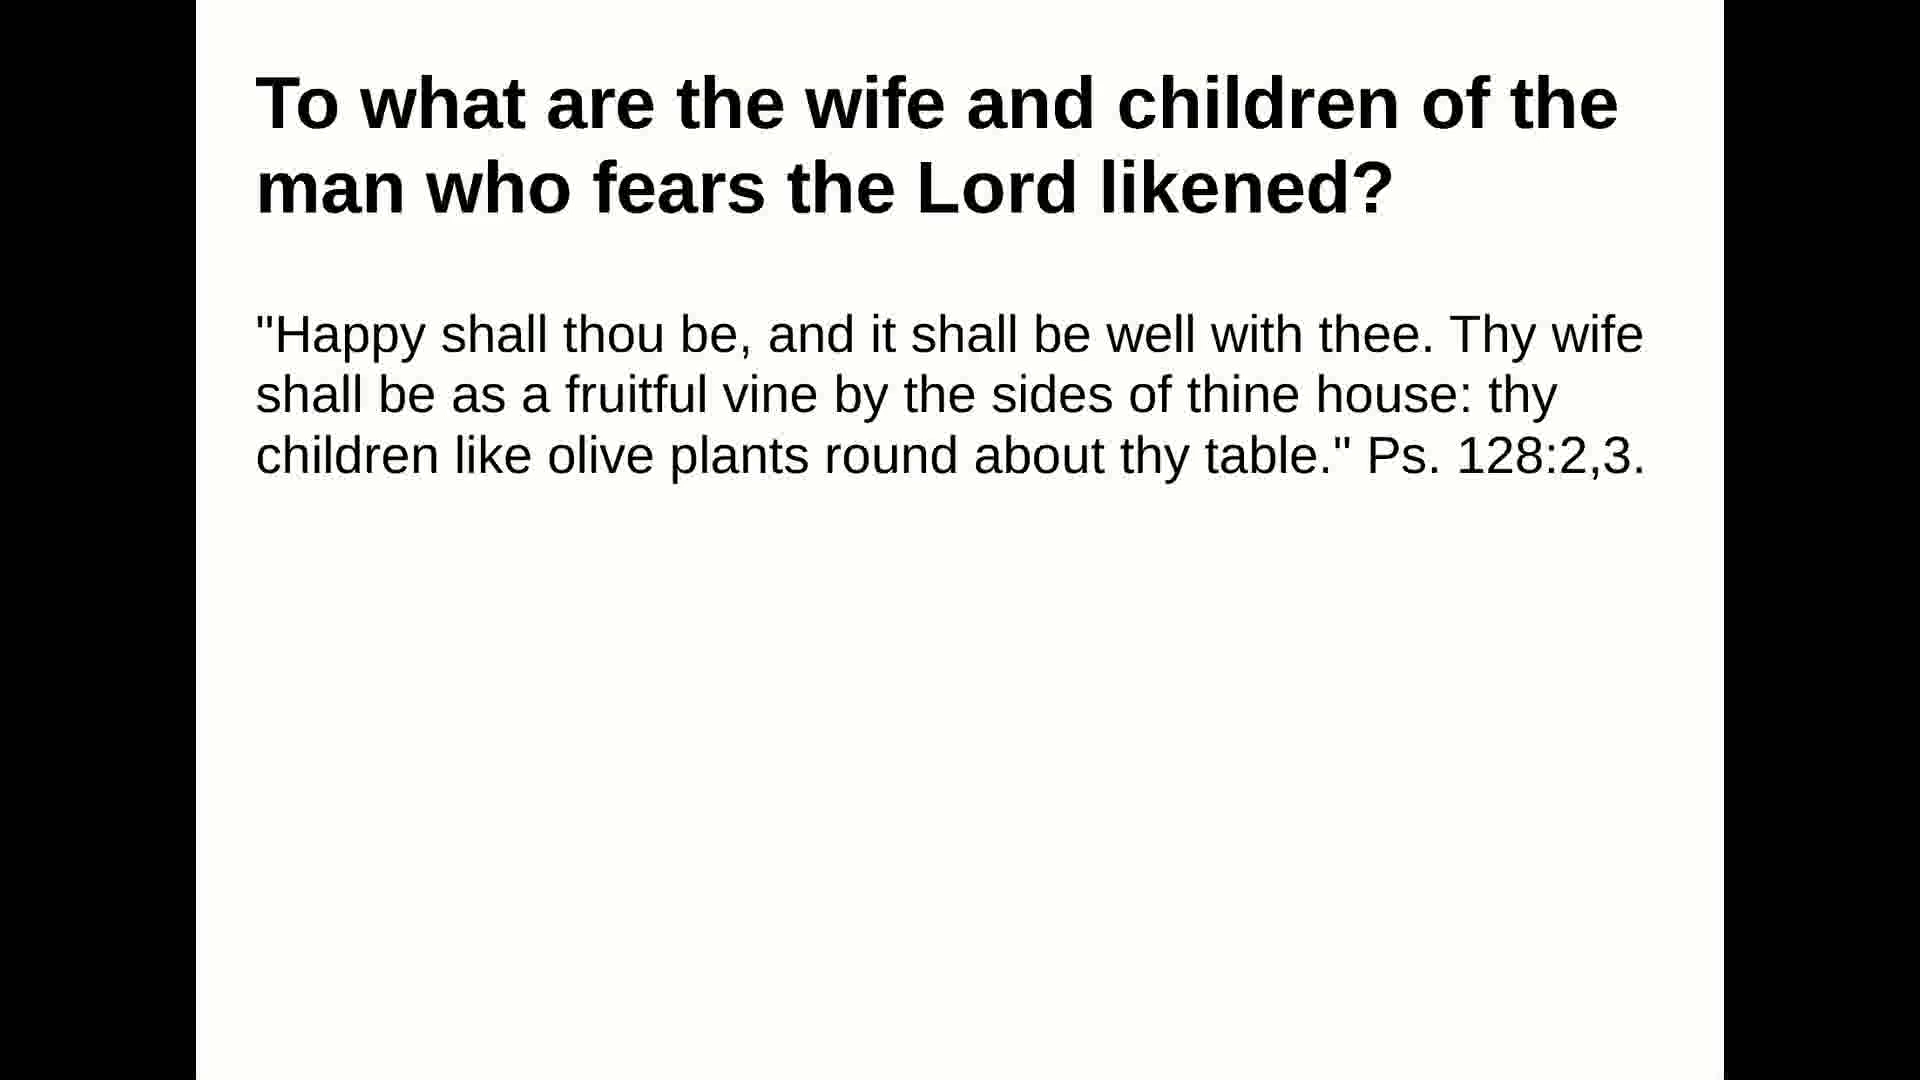 To what are the wife and children of the
man who fears the Lord likened?
"Happy shall thou be, and it shall be well with thee. Thy wife
shall be as a fruitful vine by the sides of thine house: thy
children like olive plants round about thy table." Ps. 128:2,3.